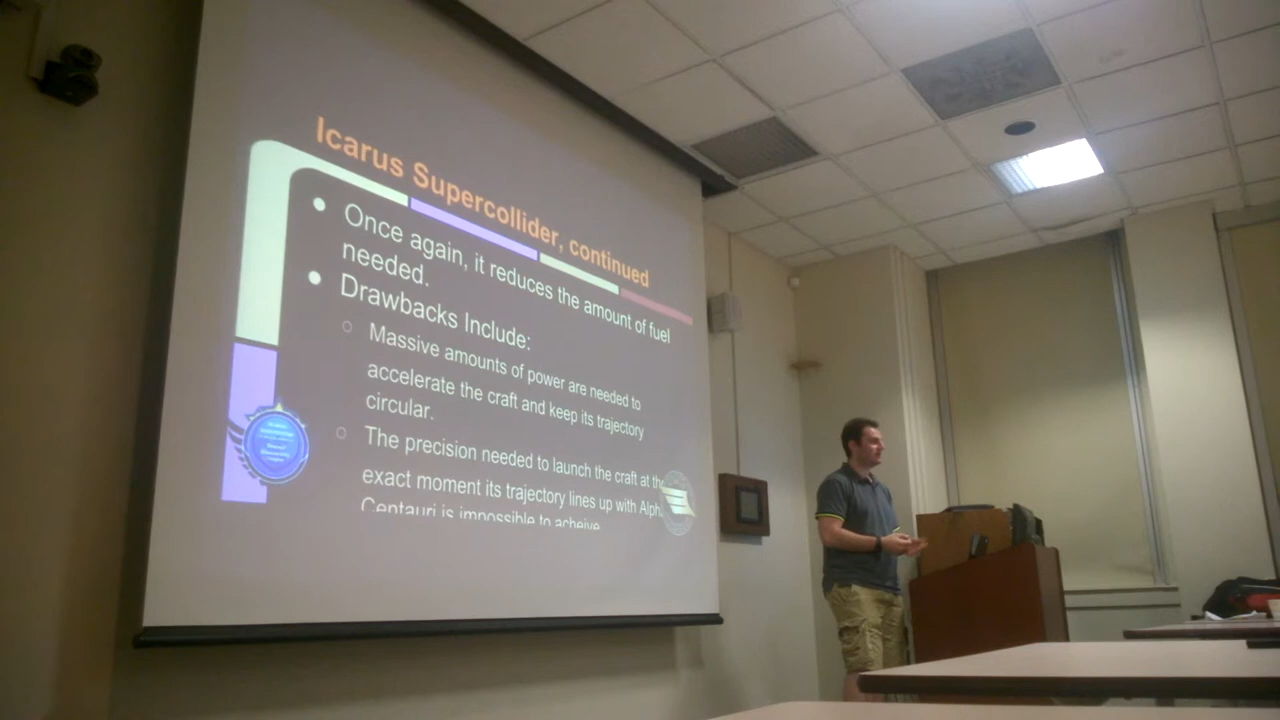 Icarus Supercollider, continued
Once again, it reduces the amount of fuel
needed.
Drawbacks Include:
Massive amounts of power are needed to
accelerate the craft and keep its trajectory
circular.
The precision needed to launch the craft at the
exact moment its trajectory lines up with Alpha
Centauri is impossible to acheive